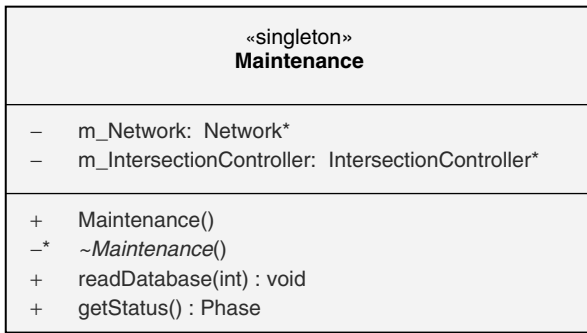 «singleton»
Maintenance
– m_Network: Network*
– m_IntersectionController: IntersectionController*
+ Maintenance()
–* ~Maintenance()
+ readDatabase(int) : void
+ getStatus() : Phase